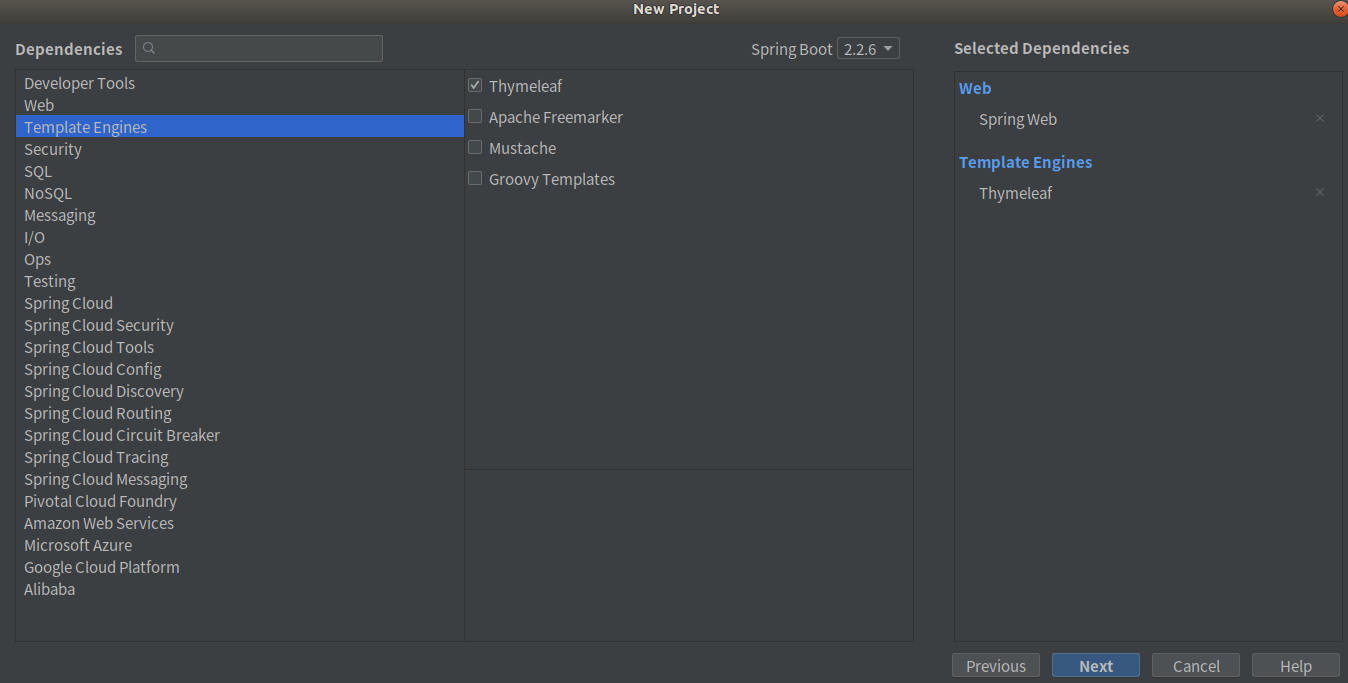 New Project
Dependencies
Spring Boot 2.2.6
Selected Dependencies
Developer Tools
Web
Template Engines
Security
SQL
NoSQL
Messaging
I/O
Ops
Testing
Spring Cloud
Spring Cloud Security
Spring Cloud Tools
Spring Cloud Config
Spring Cloud Discovery
Spring Cloud Routing
Spring Cloud Circuit Breaker
Spring Cloud Tracing
Spring Cloud Messaging
Pivotal Cloud Foundry
Amazon Web Services
Microsoft Azure
Google Cloud Platform
Alibaba
Thymeleaf
Apache Freemarker
Mustache
Groovy Templates
Web
Spring Web
Template Engines
Thymeleaf
Previous Next Cancel Help